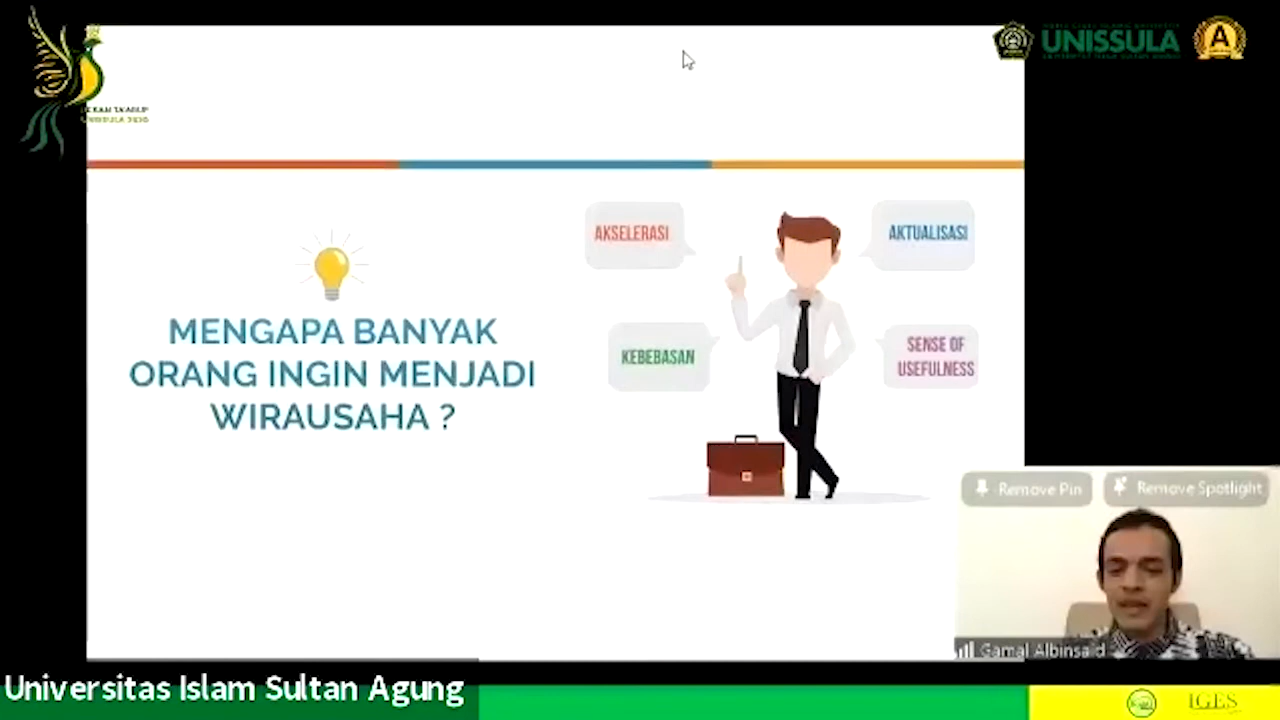 UNISSULA
A
AKSELERASI
AKTUALISASI
MENGAPA BANYAK
ORANG INGIN MENJADI
WIRAUSAHA ?
KEBEBASAN
SENSE OF
USEFULNESS
Remove Pin
Remove Spotlight
Gamal Albinsaid
Universitas Islam Sultan Agung
IGES